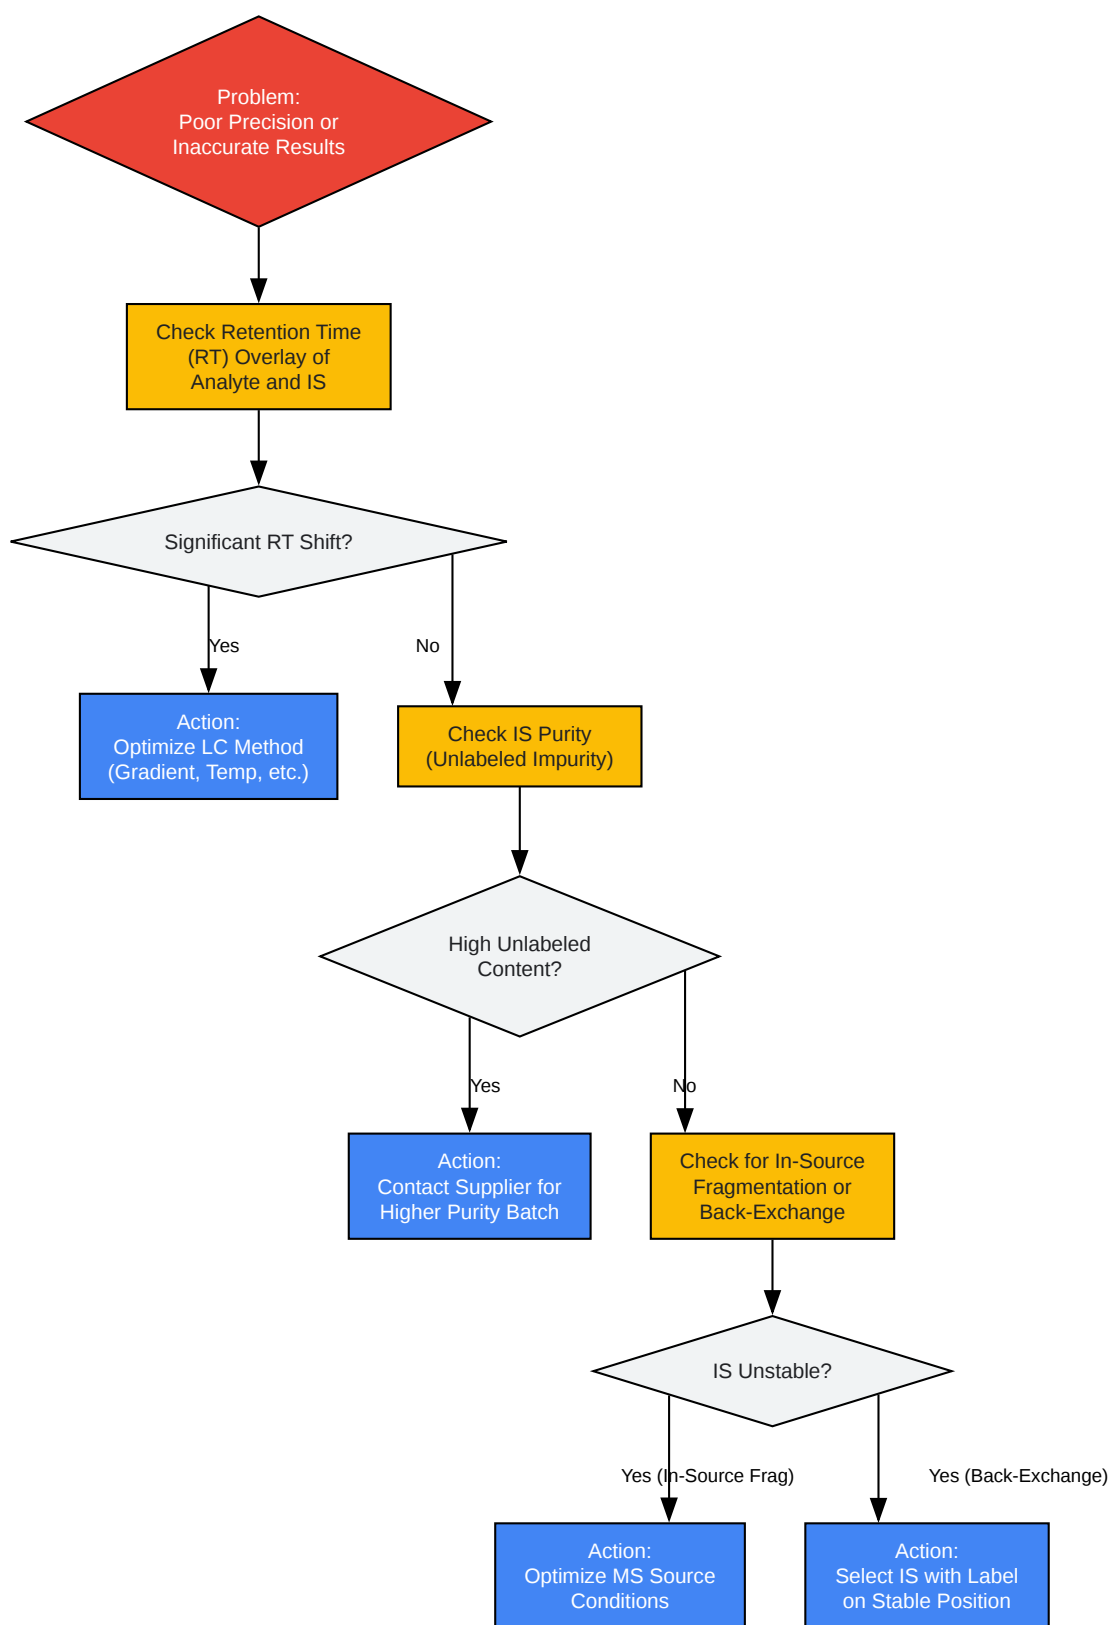 Problem:
Poor Precision or
Inaccurate Results
Check Retention Time
(RT) Overlay of
Analyte and IS
Significant RT Shift?
Yes
No
Action:
Optimize LC Method
(Gradient, Temp, etc.)
Check IS Purity
(Unlabeled Impurity)
High Unlabeled
Content?
Yes
No
Action:
Contact Supplier for
Higher Purity Batch
Check for In-Source
Fragmentation or
Back-Exchange
IS Unstable?
Yes (In-Source Frag)
Yes (Back-Exchange)
Action:
Optimize MS Source
Conditions
Action:
Select IS with Label
on Stable Position